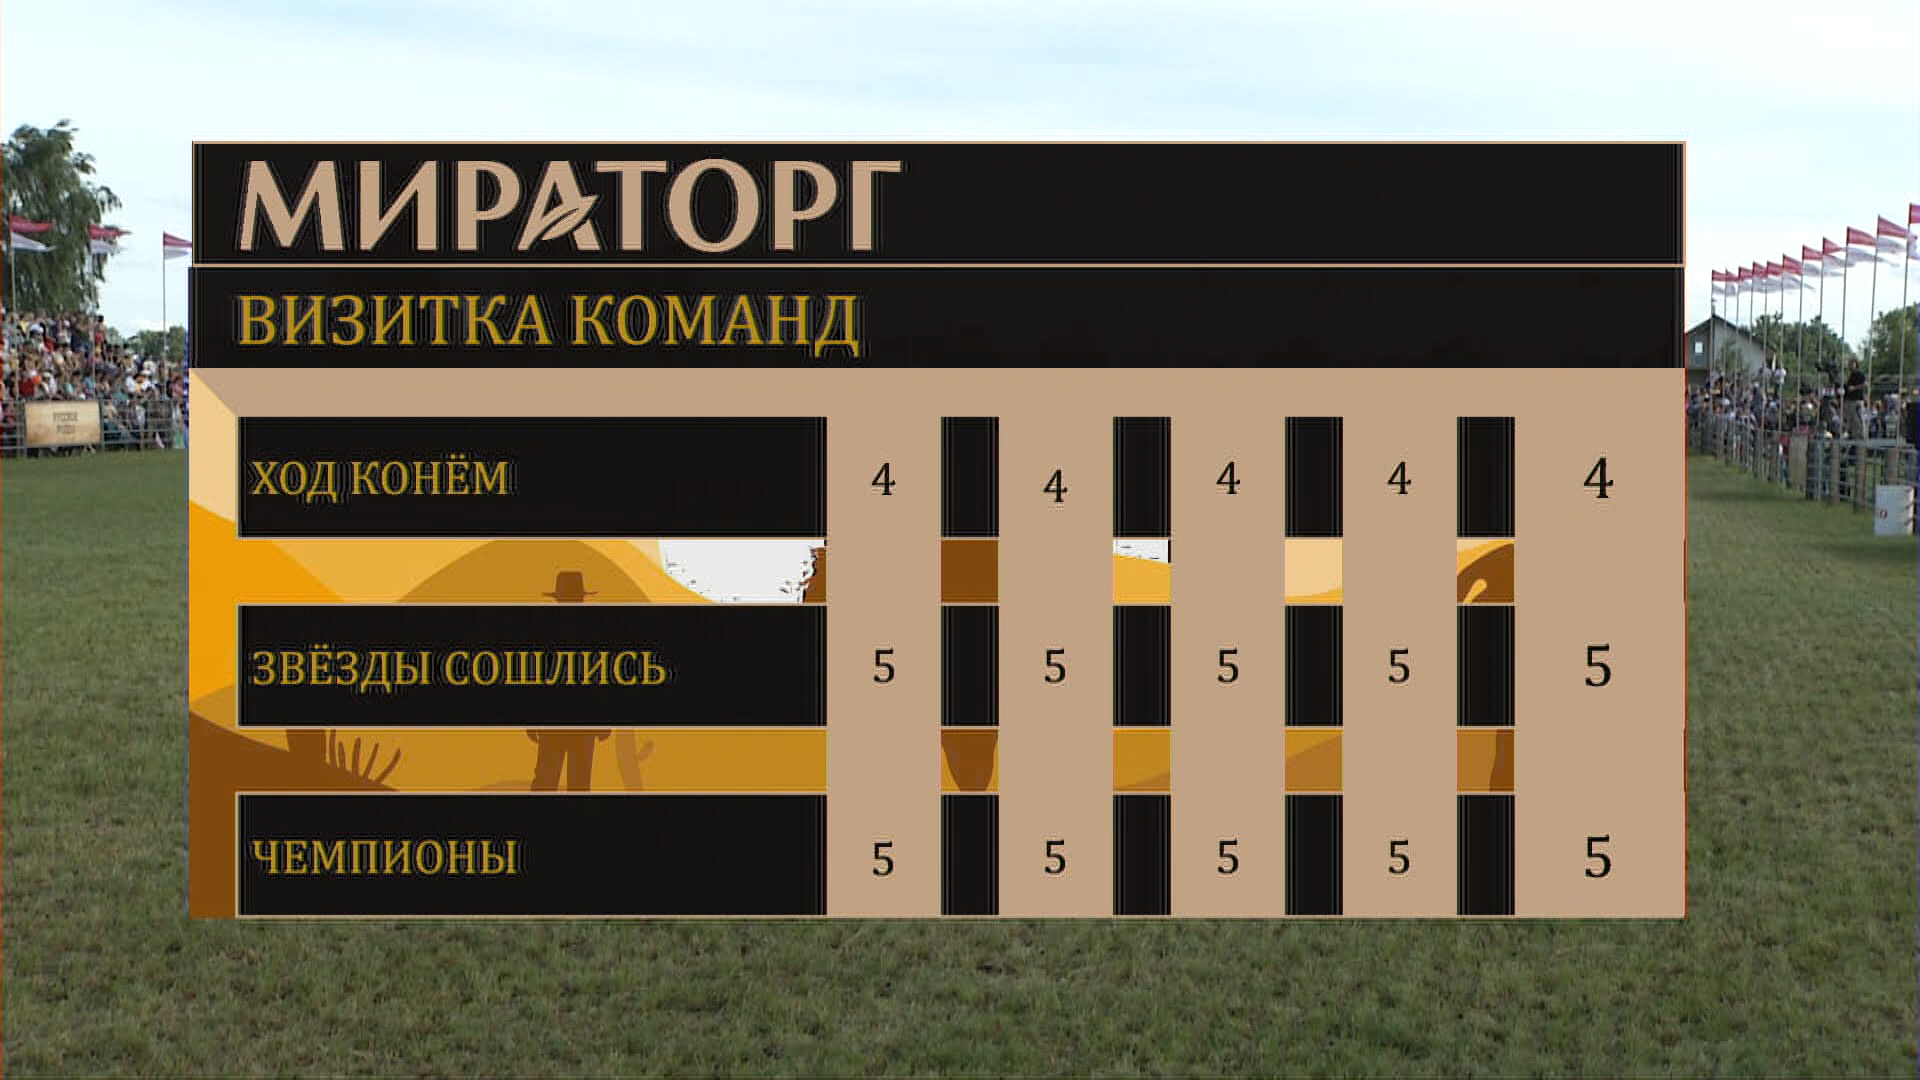 МИРАТОРГ
ВИЗИТКА КОМАНД
ХОД КОНЁМ 4 4 4 4 4
ЗВЁЗДЫ СОШЛИСЬ 5 5 5 5 5
ЧЕМПИОНЫ 5 5 5 5 5